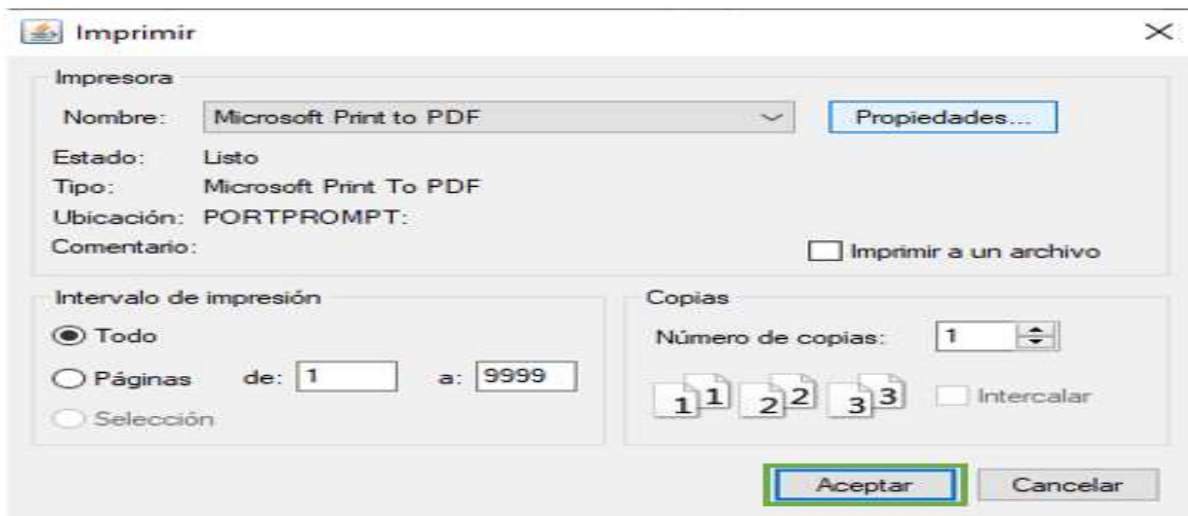 Imprimir
Impresora
Nombre: Microsoft Print to PDF Propiedades...
Estado: Listo
Tipo: Microsoft Print To PDF
Ubicación: PORTPROMPT:
Comentario: Imprimir a un archivo
Intervalo de impresión
Todo
Páginas de: 1 a: 9999
Selección
Copias
Número de copias: 1
1 1 2 2 3 3 Intercalar
Aceptar Cancelar